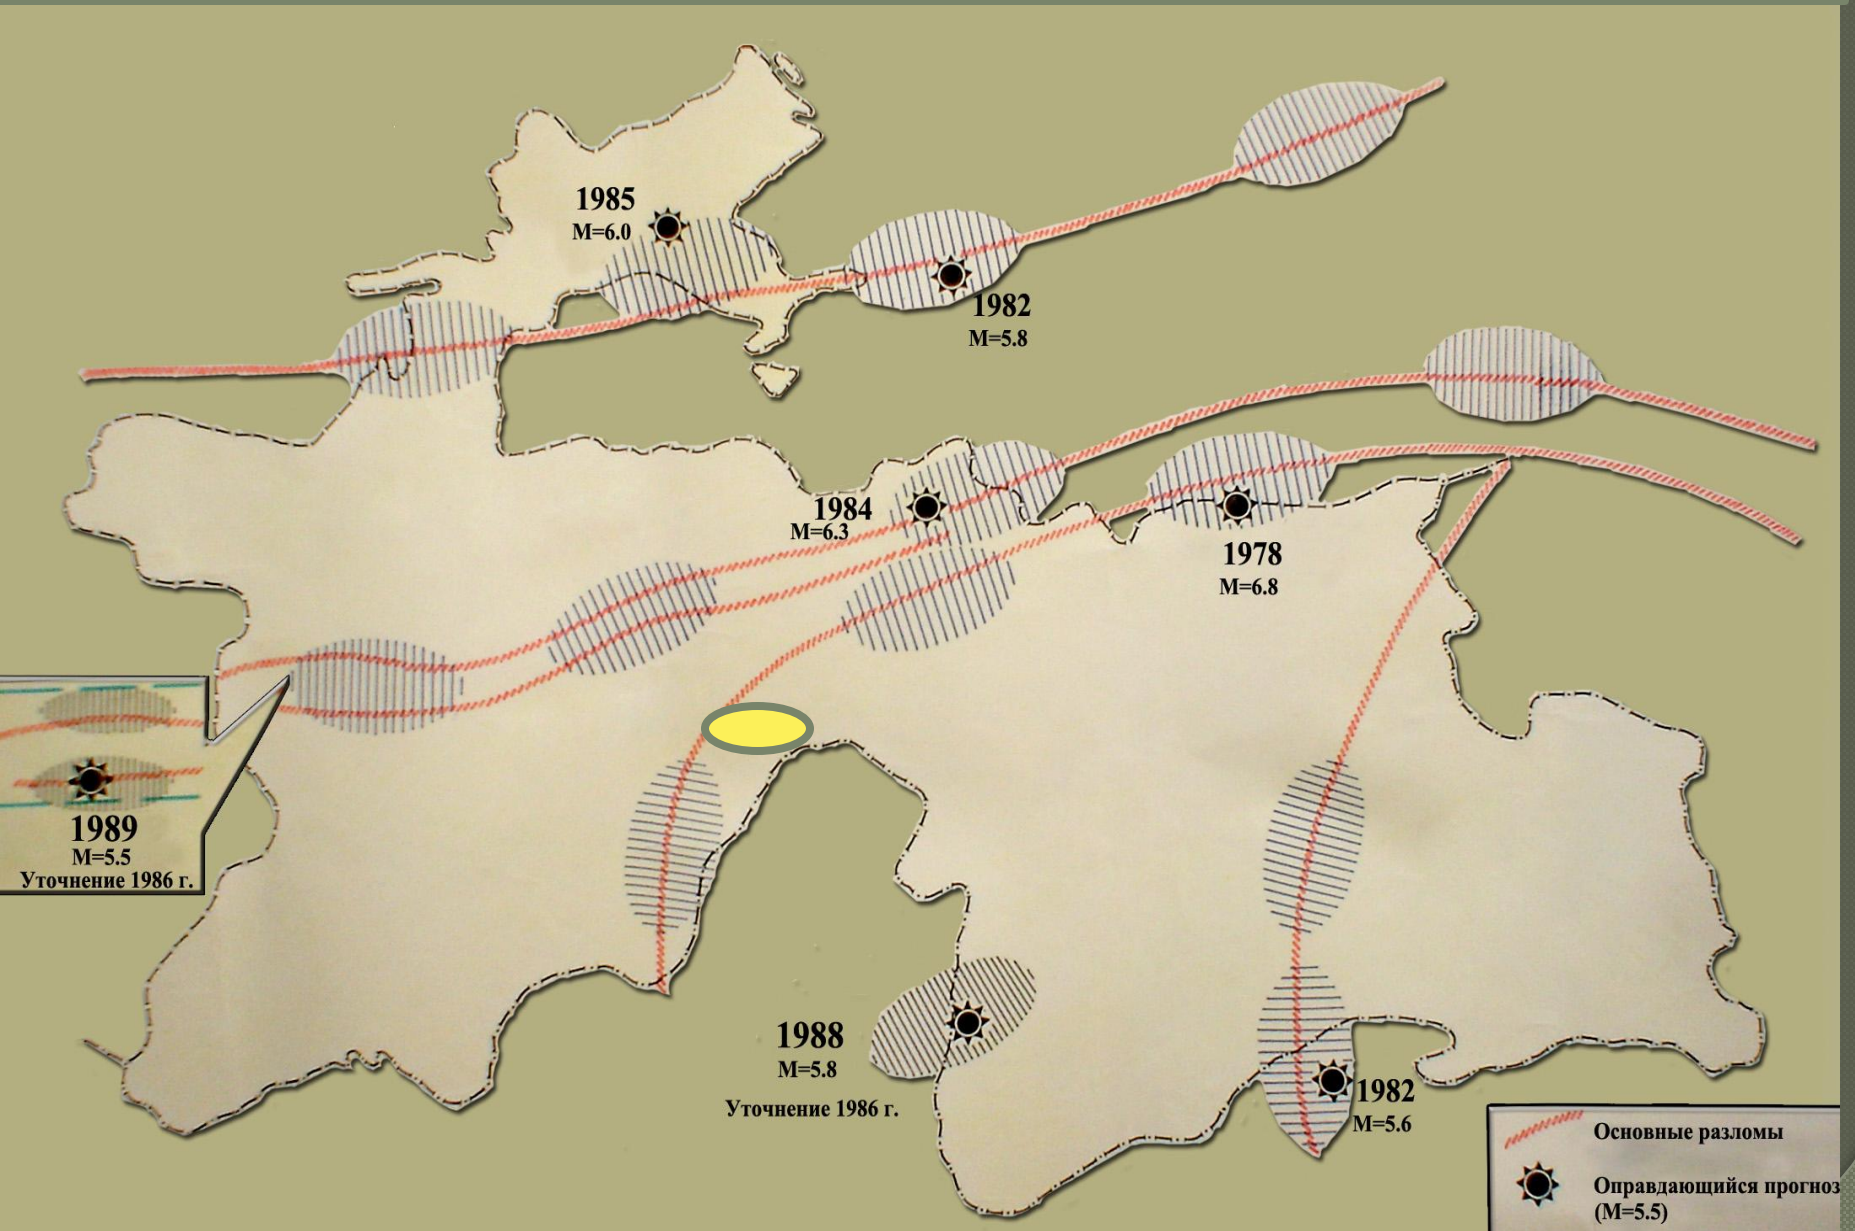 1985
М=6.0
1982
М=5.8
1984
М=6.3
1978
М=6.8
1989
М=5.5
Уточнение 1986 г.
1988
М=5.8
Уточнение 1986 г.
1982
М=5.6
Основные разломы
Оправдающийся прогноз
(М=5.5)